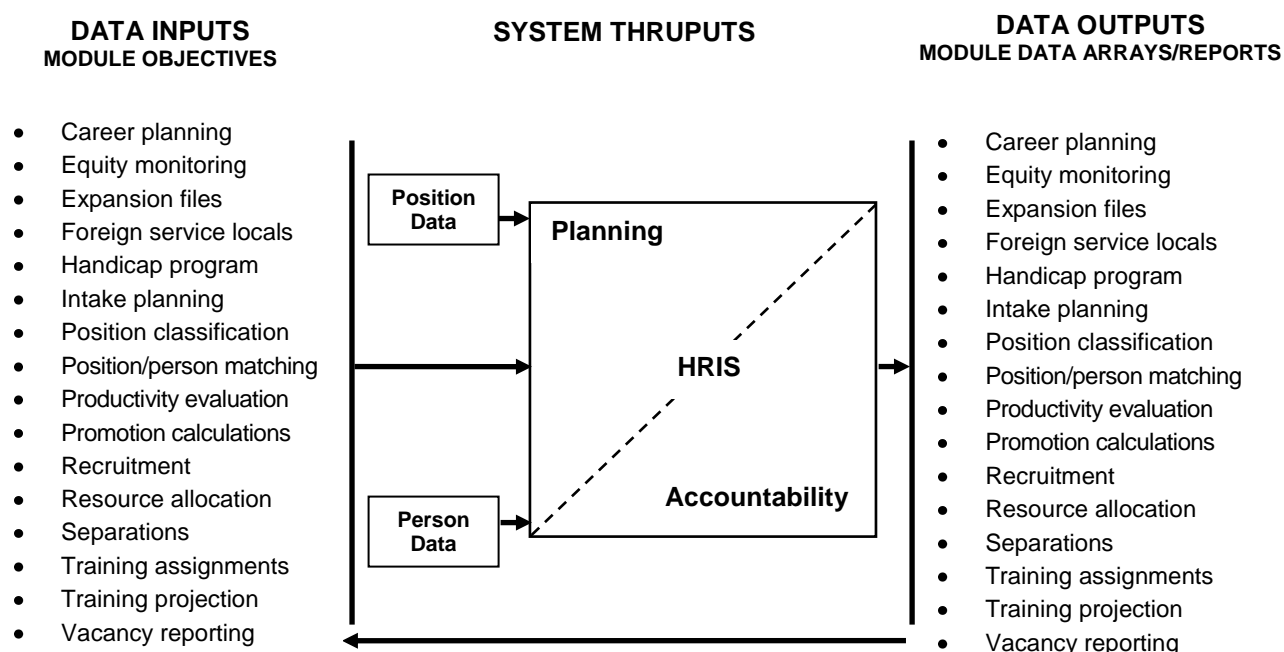 DATA INPUTS
MODULE OBJECTIVES
• Career planning
• Equity monitoring
• Expansion files
• Foreign service locals
• Handicap program
• Intake planning
• Position classification
• Position/person matching
• Productivity evaluation
• Promotion calculations
• Recruitment
• Resource allocation
• Separations
• Training assignments
• Training projection
• Vacancy reporting
SYSTEM THRUPUTS
Position
Data
Planning
HRIS
Accountability
Person
Data
DATA OUTPUTS
MODULE DATA ARRAYS/REPORTS
• Career planning
• Equity monitoring
• Expansion files
• Foreign service locals
• Handicap program
• Intake planning
• Position classification
• Position/person matching
• Productivity evaluation
• Promotion calculations
• Recruitment
• Resource allocation
• Separations
• Training assignments
• Training projection
• Vacancy reporting